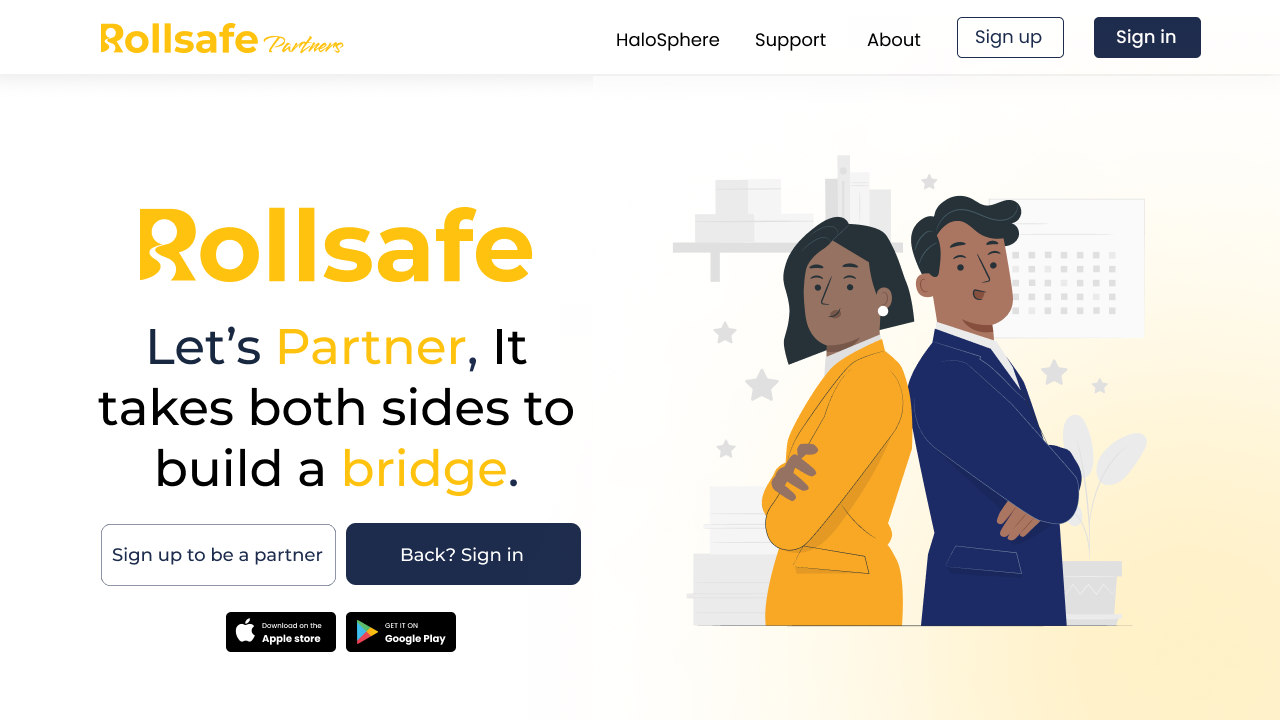 Rollsafe Partners
HaloSphere
Support
About
Sign up
Sign in
Rollsafe
Let’s Partner, It
takes both sides to
build a bridge.
Sign up to be a partner
Back? Sign in
Download on the
Apple store
GET IT ON
Google Play